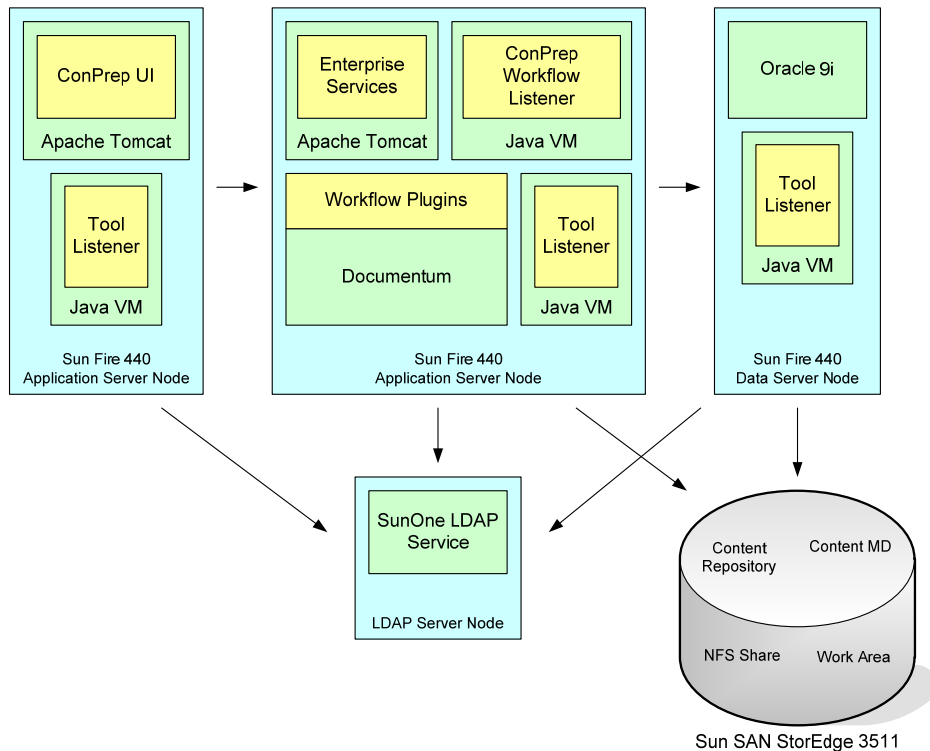 ConPrep UI
Apache Tomcat
Tool
Listener
Java VM
Sun Fire 440
Application Server Node
Enterprise
Services
Apache Tomcat
ConPrep
Workflow
Listener
Java VM
Workflow Plugins
Documentum
Tool
Listener
Java VM
Sun Fire 440
Application Server Node
Oracle 9i
Tool
Listener
Java VM
Sun Fire 440
Data Server Node
SunOne LDAP
Service
LDAP Server Node
Content
Repository
Content MD
NFS Share
Work Area
Sun SAN StorEdge 3511